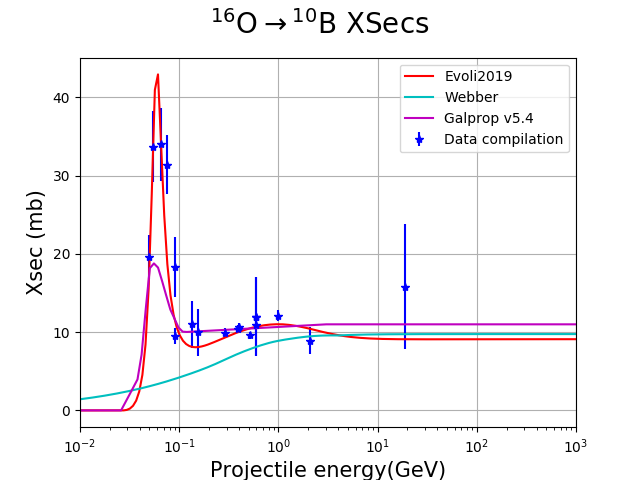 ¹⁶O → ¹⁰B XSecs
Evoli2019
Webber
Galprop v5.4
Data compilation
40
30
20
10
0
Xsec (mb)
10⁻² 10⁻¹ 10⁰ 10¹ 10² 10³
Projectile energy(GeV)